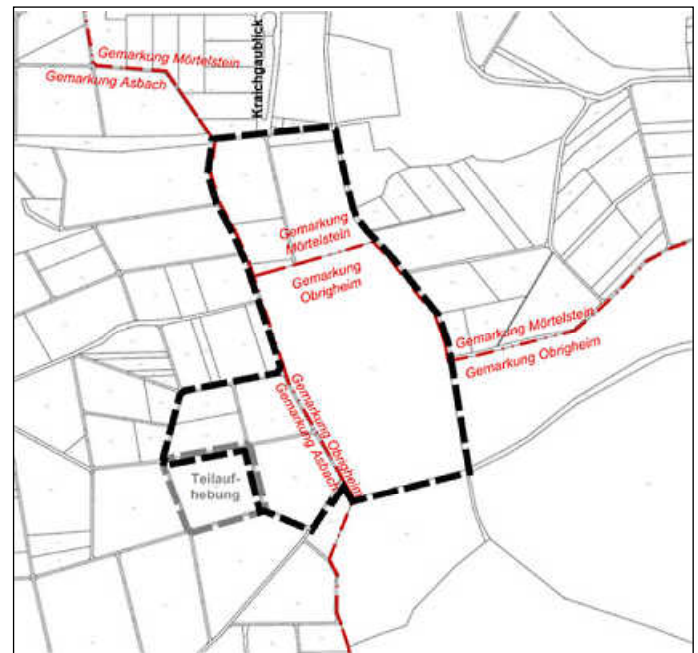 Gemarkung Mörtelstein
Gemarkung Asbach
Kraichgaublick
Gemarkung
Mörtelstein
Gemarkung
Obrigheim
Gemarkung Mörtelstein
Gemarkung Obrigheim
Gemarkung Obrigheim
Gemarkung Asbach
Teilauf-
hebung